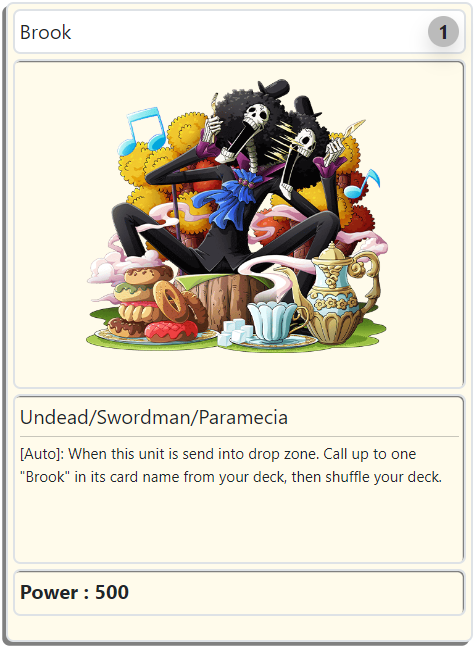 Brook
1
Undead/Swordman/Paramecia
[Auto]: When this unit is send into drop zone. Call up to one
"Brook" in its card name from your deck, then shuffle your deck.
Power : 500